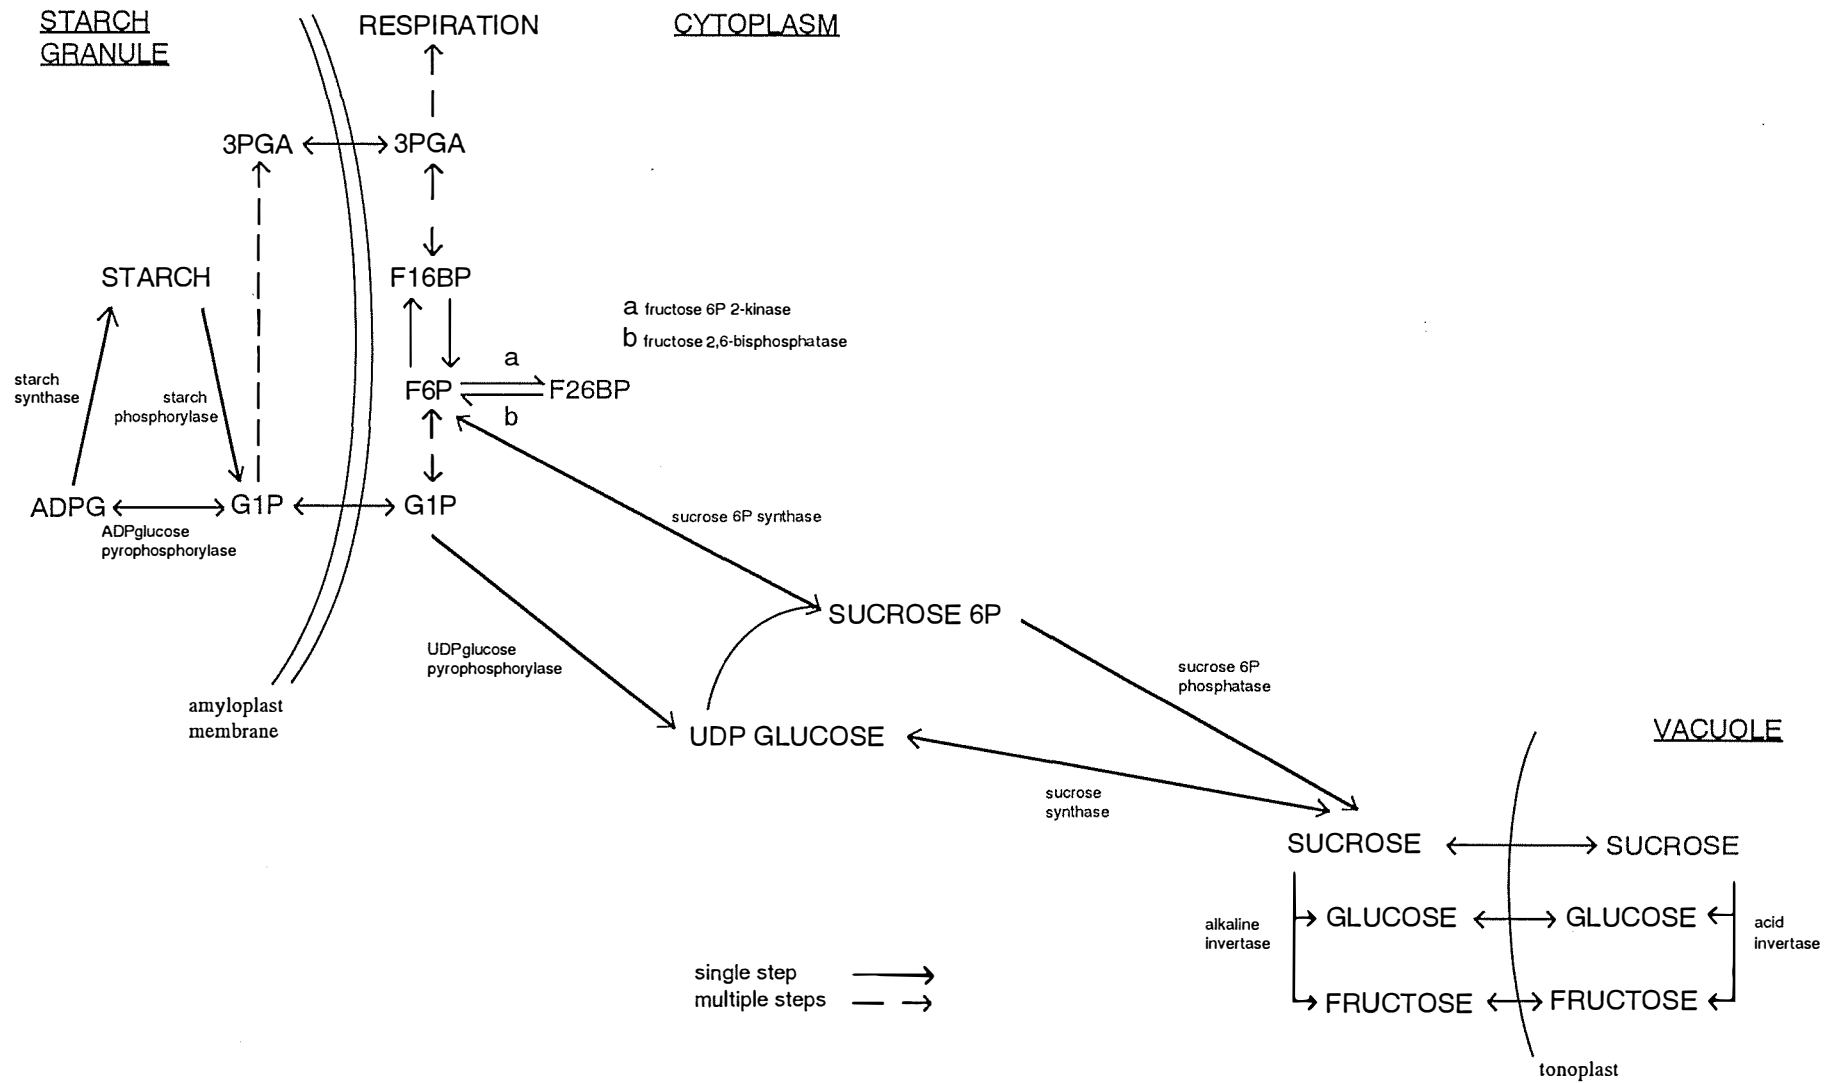 STARCH
GRANULE
RESPIRATION
CYTOPLASM
3PGA
3PGA
STARCH
F16BP
a fructose 6P 2-kinase
b fructose 2,6-bisphosphatase
starch
synthase
starch
phosphorylase
a
F6P
F26BP
b
ADPG
G1P
G1P
ADPglucose
pyrophosphorylase
sucrose 6P synthase
SUCROSE 6P
UDPglucose
pyrophosphorylase
sucrose 6P
phosphatase
amyloplast
membrane
UDP GLUCOSE
VACUOLE
sucrose
synthase
SUCROSE
SUCROSE
alkaline
invertase
GLUCOSE
GLUCOSE
acid
invertase
single step
multiple steps
FRUCTOSE
FRUCTOSE
tonoplast